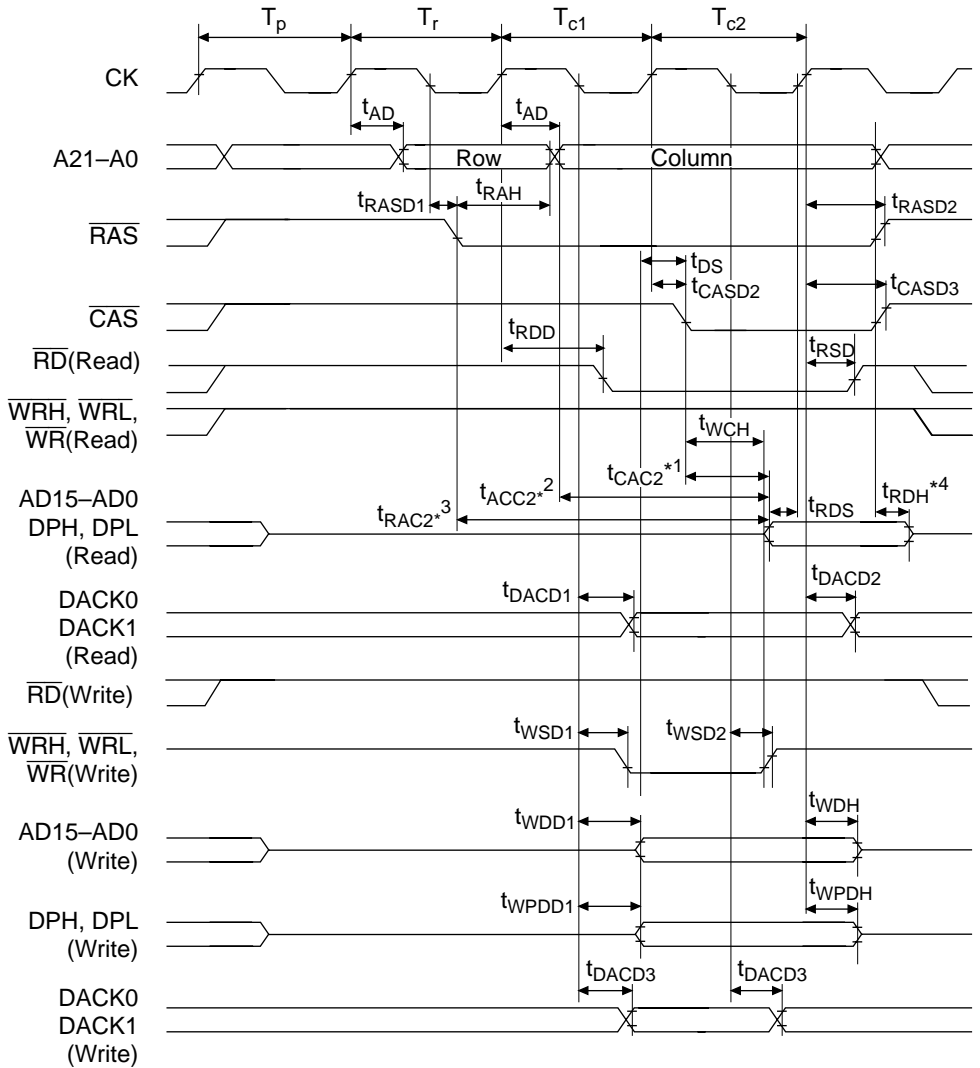 Tp Tr Tc1 Tc2
CK
tAD tAD
A21–A0 Row Column
tRASD1 tRAH tRASD2
RAS
tDS
tCASD2 tCASD3
CAS
tRDD tRSD
RD(Read)
WRH, WRL,
WR(Read)
tWCH
tCAC2*1
AD15–AD0 tACC2*2 tRDH*4
DPH, DPL tRAC2*3 tRDS
(Read)
DACK0 tDACD1 tDACD2
DACK1
(Read)
RD(Write)
WRH, WRL, tWSD1 tWSD2
WR(Write)
AD15–AD0 tWDD1 tWDH
(Write)
DPH, DPL tWPDD1 tWPDH
(Write)
DACK0 tDACD3 tDACD3
DACK1
(Write)